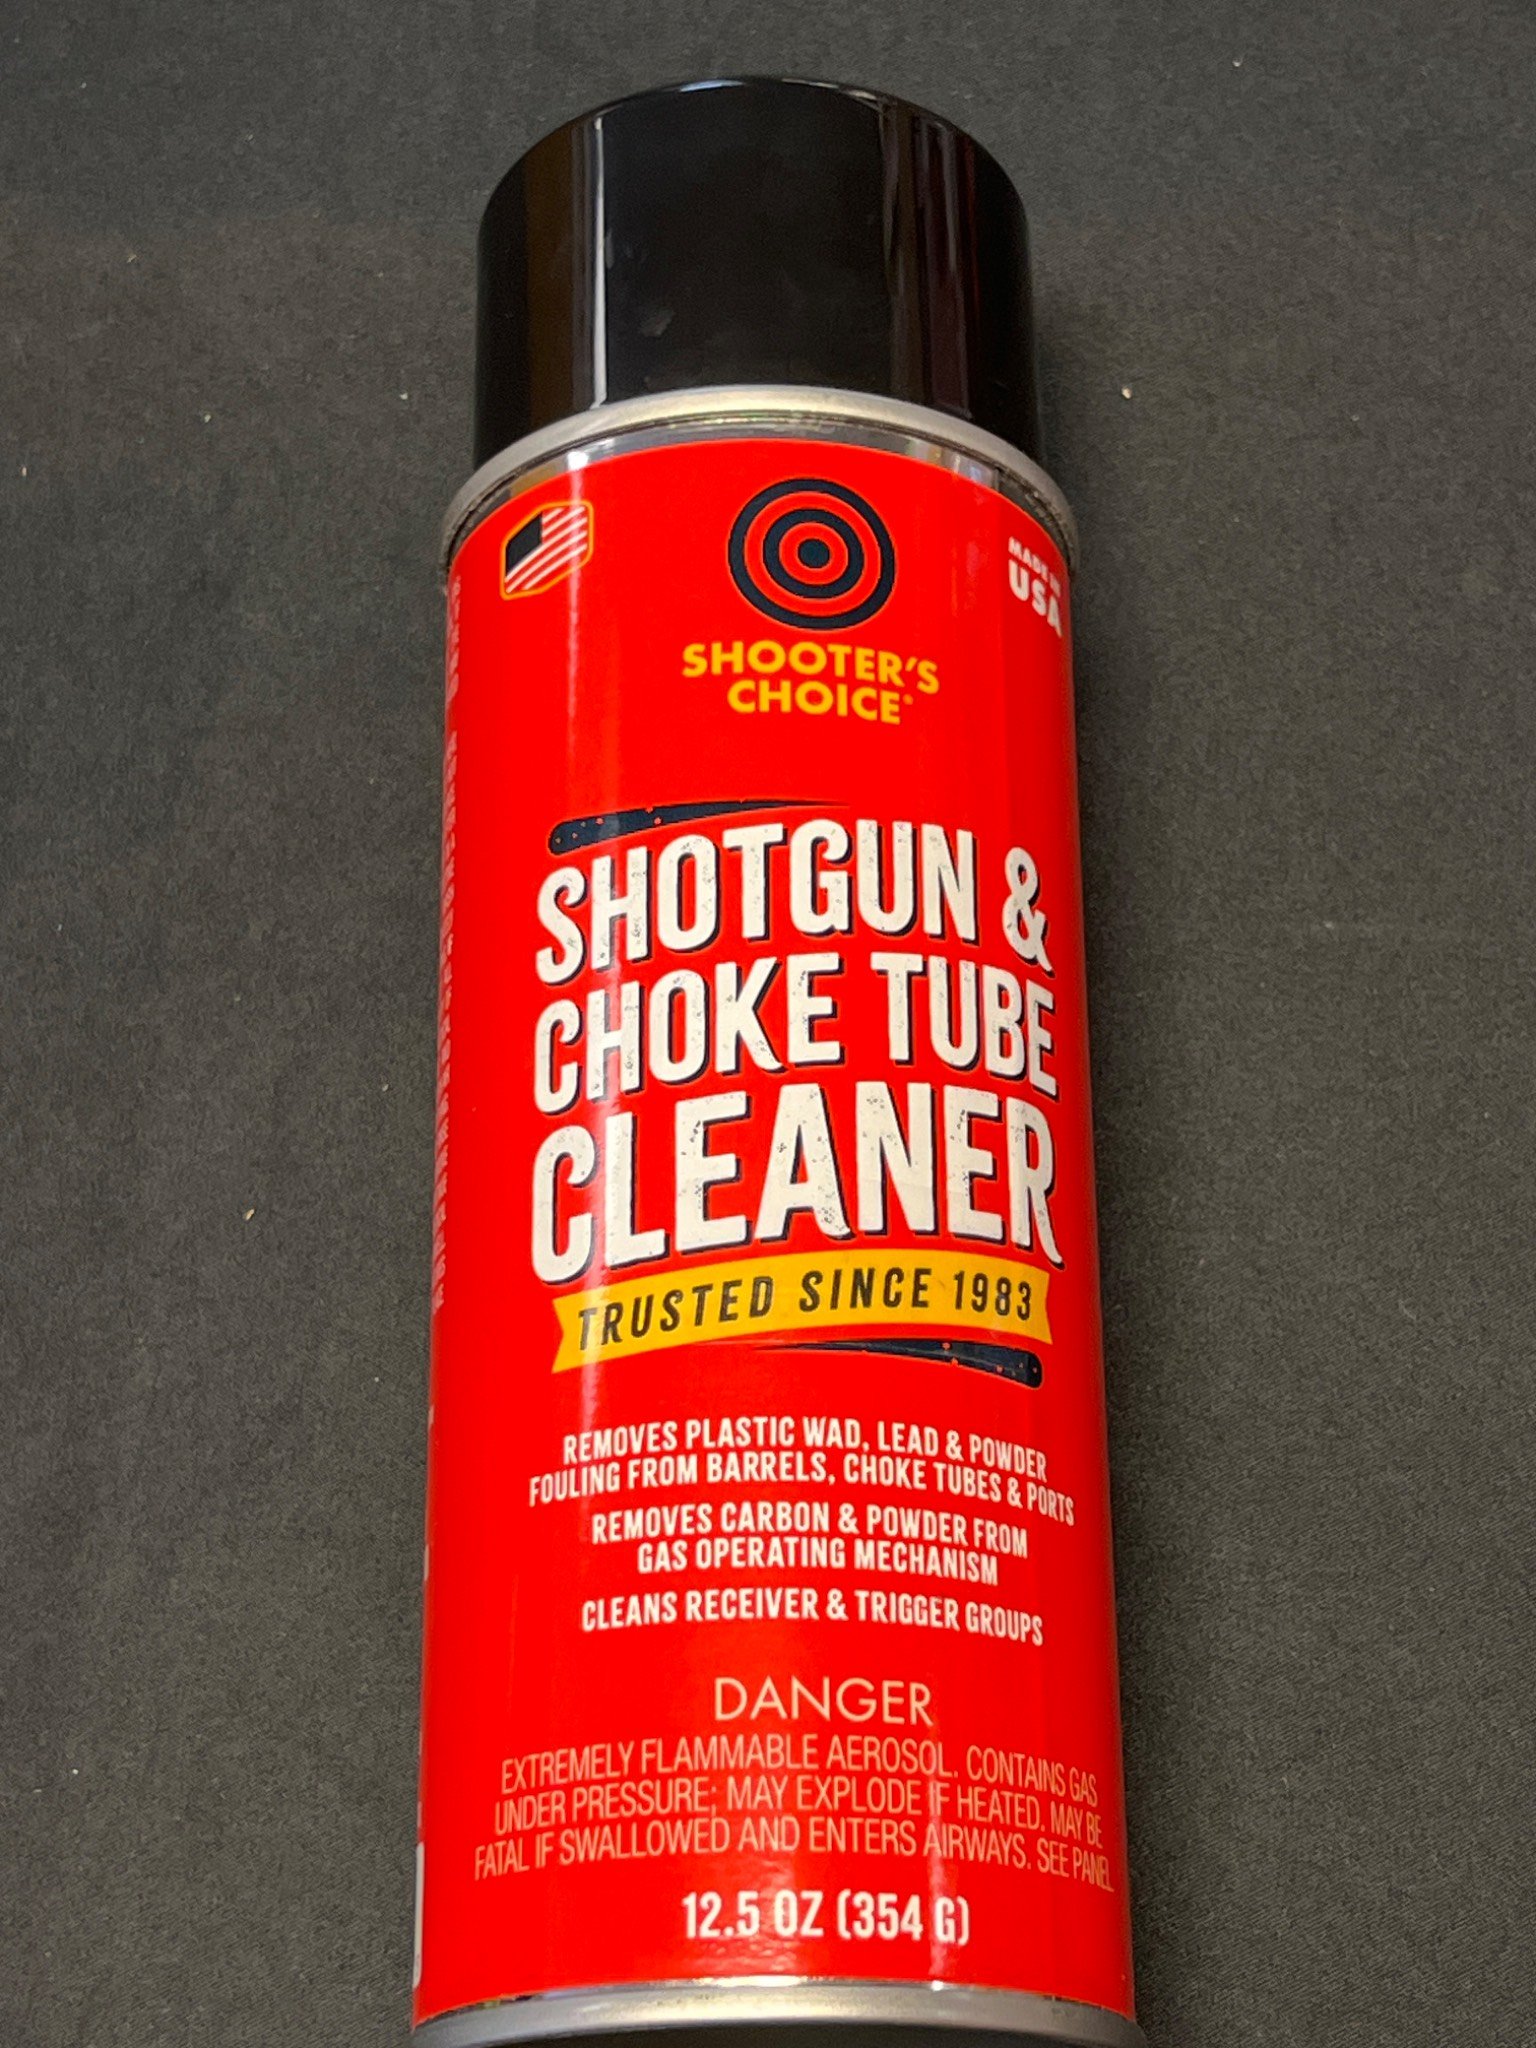 MADE IN
USA
SHOOTER'S
CHOICE®
SHOTGUN &
CHOKE TUBE
CLEANER
TRUSTED SINCE 1983
REMOVES PLASTIC WAD, LEAD & POWDER
FOULING FROM BARRELS, CHOKE TUBES & PORTS
REMOVES CARBON & POWDER FROM
GAS OPERATING MECHANISM
CLEANS RECEIVER & TRIGGER GROUPS
DANGER
EXTREMELY FLAMMABLE AEROSOL. CONTAINS GAS
UNDER PRESSURE; MAY EXPLODE IF HEATED. MAY BE
FATAL IF SWALLOWED AND ENTERS AIRWAYS. SEE PANEL
12.5 OZ (354 G)